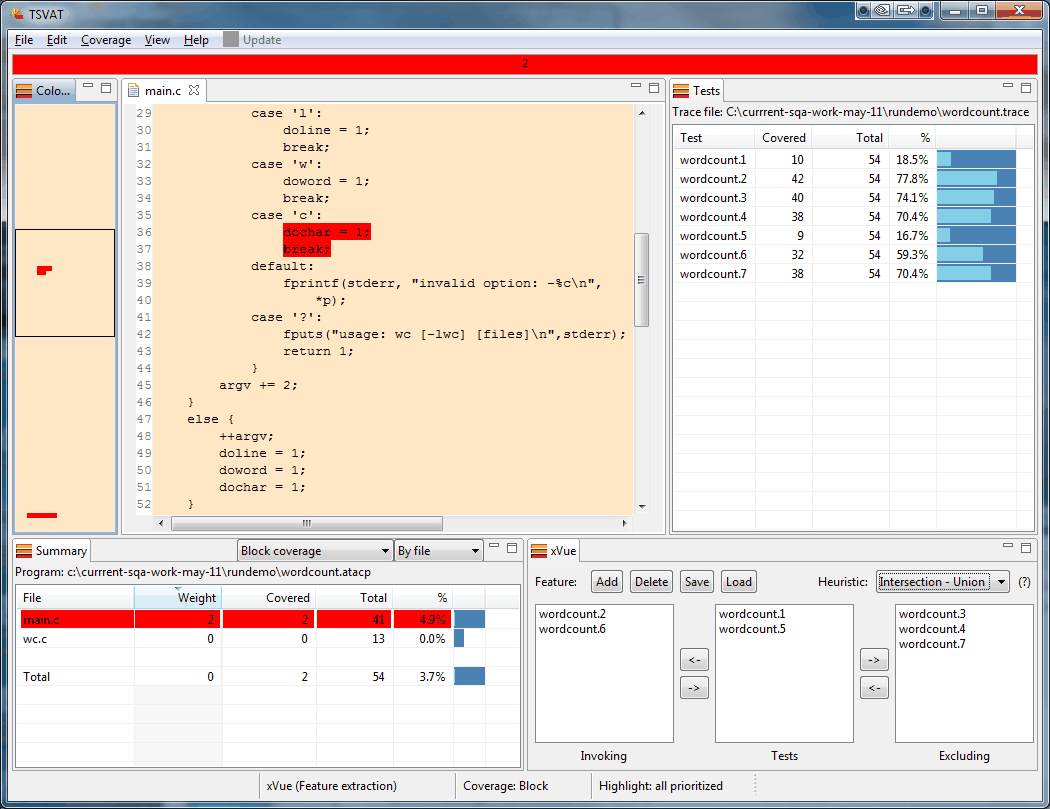 TSVAT
File Edit Coverage View Help Update
2
Colo...
main.c
29 case 'l':
30 doline = 1;
31 break;
32 case 'w':
33 doword = 1;
34 break;
35 case 'c':
36 dochar = 1;
37 break;
38 default:
39 fprintf(stderr, "invalid option: -%c\n",
40 *p);
41 case '?':
42 fputs("usage: wc [-lwc] [files]\n",stderr);
43 return 1;
44 }
45 argv += 2;
46 }
47 else {
48 ++argv;
49 doline = 1;
50 doword = 1;
51 dochar = 1;
52 }
Tests
Trace file: C:\currrent-sqa-work-may-11\rundemo\wordcount.trace
Test Covered Total %
wordcount.1 10 54 18.5%
wordcount.2 42 54 77.8%
wordcount.3 40 54 74.1%
wordcount.4 38 54 70.4%
wordcount.5 9 54 16.7%
wordcount.6 32 54 59.3%
wordcount.7 38 54 70.4%
Summary Block coverage By file
Program: c:\currrent-sqa-work-may-11\rundemo\wordcount.atacp
File Weight Covered Total %
main.c 2 2 41 4.9%
wc.c 0 0 13 0.0%
Total 0 2 54 3.7%
xVue
Feature: Add Delete Save Load Heuristic: Intersection - Union (?)
wordcount.2
wordcount.6
<-
->
wordcount.1
wordcount.5
->
<-
wordcount.3
wordcount.4
wordcount.7
Invoking Tests Excluding
xVue (Feature extraction) Coverage: Block Highlight: all prioritized